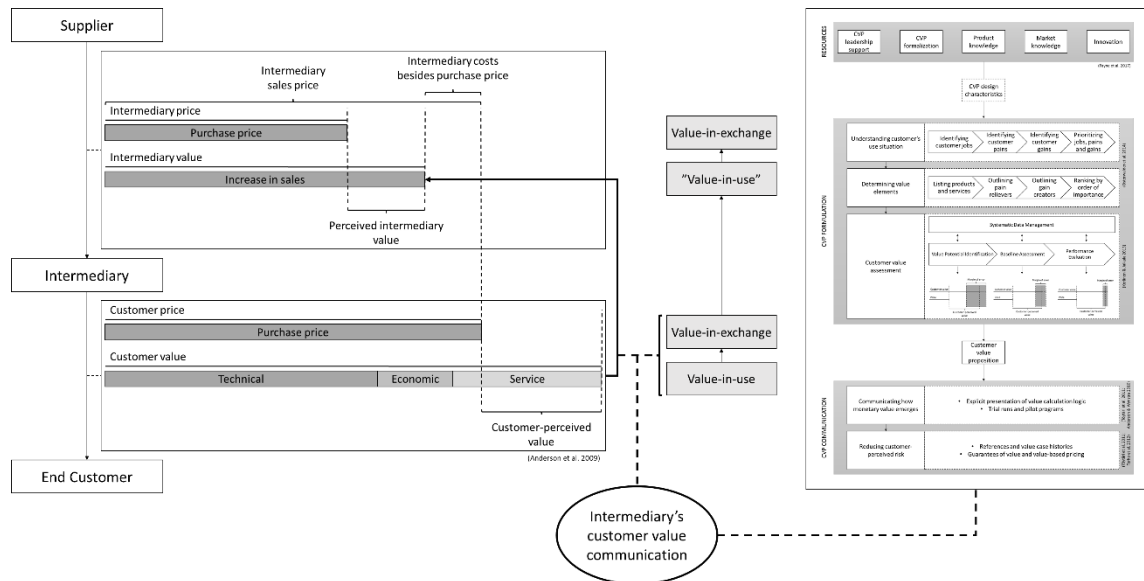 Supplier
Intermediary
sales price
Intermediary costs
besides purchase price
Intermediary price
Purchase price
Intermediary value
Increase in sales
Perceived intermediary
value
Intermediary
Customer price
Purchase price
Customer value
Technical
Economic
Service
Customer-perceived
value
(Anderson et al. 2009)
End Customer
Value-in-exchange
"Value-in-use"
Value-in-exchange
Value-in-use
Intermediary's
customer value
communication
RESOURCES
CVP
leadership
support
CVP
formalization
Product
knowledge
Market
knowledge
Innovation
CVP design
characteristics
CVP FORMULATION
Understanding customer's
use situation
Identifying
customer jobs
Identifying
customer
pains
Identifying
customer
gains
Prioritizing
jobs, pains
and gains
Determining value
elements
Listing products
and services
Outlining
pain
relievers
Outlining
gain
creators
Ranking by
order of
importance
Customer value
assessment
Systematic Data Management
Value Potential Identification
Baseline Assessment
Performance
Evaluation
Customer
value
proposition
CVP COMMUNICATION
Communicating how
monetary value emerges
• Explicit presentation of value calculation logic
• Trial runs and pilot programs
Reducing customer-
perceived risk
• References and value case histories
• Guarantees of value and value-based pricing